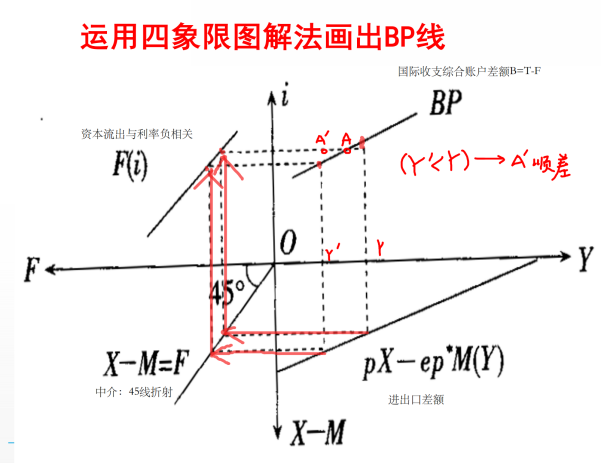 运用四象限图解法画出BP线
国际收支综合账户差额B=T-F
i
BP
资本流出与利率负相关
A' A
F(i)
(Y'<Y)→A'顺差
O
Y' Y
F
Y
45°
X-M=F
pX-ep*M(Y)
中介：45线折射
进出口差额
X-M